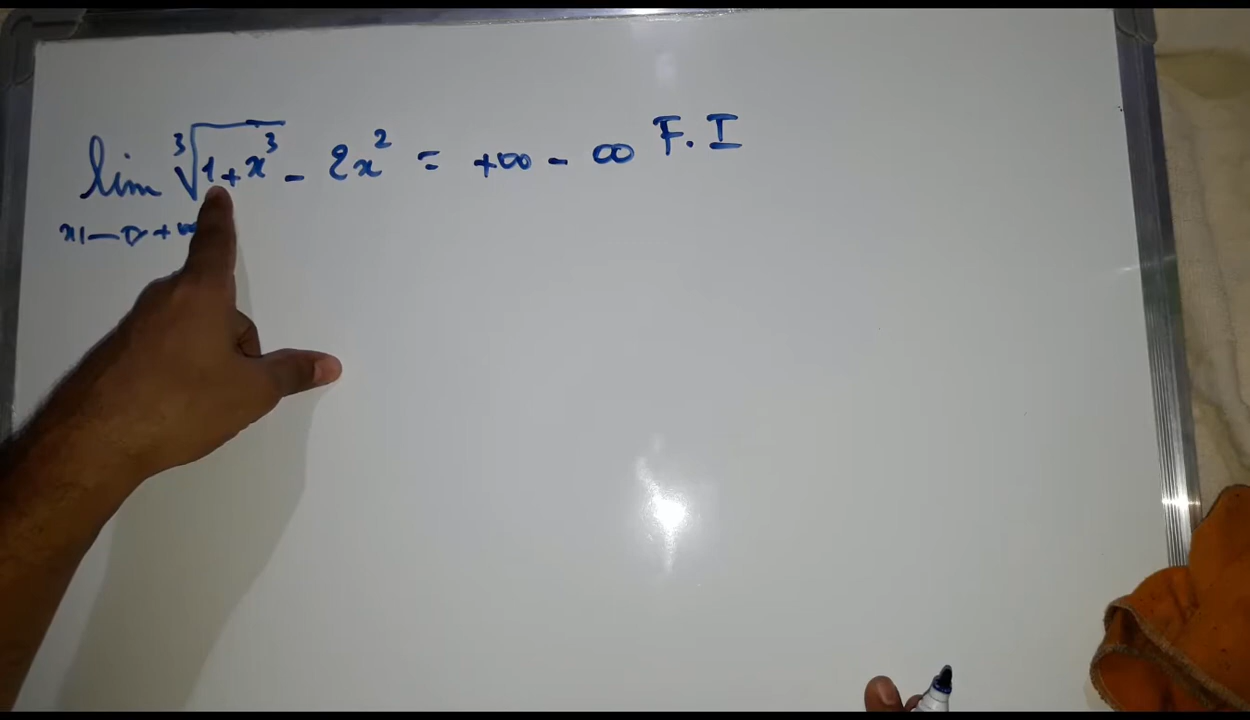 lim ∛(1+x³) - 2x² = +∞ - ∞ F.I
x→+∞